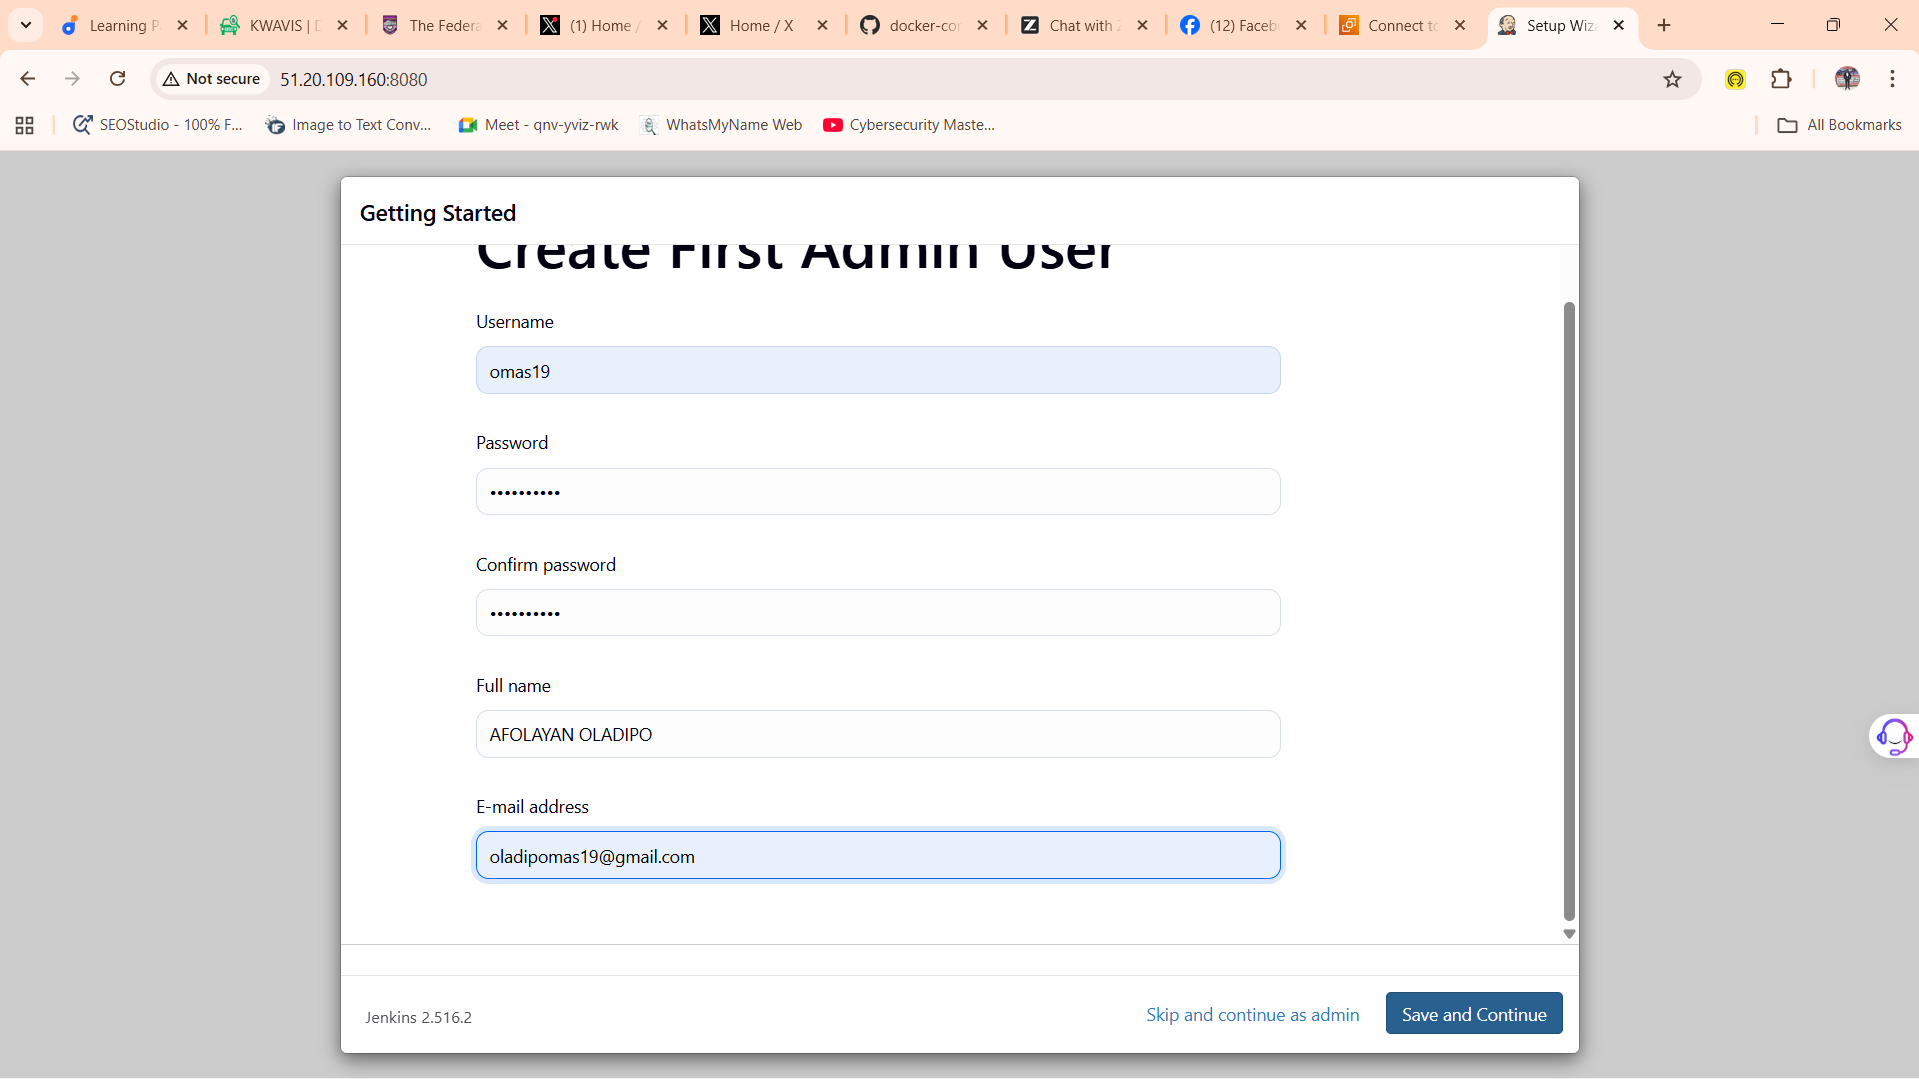 Learning P
KWAVIS | D
The Federa
(1) Home /
Home / X
docker-con
Chat with Z
(12) Faceb
Connect to
Setup Wiza
Not secure
51.20.109.160:8080
SEOStudio - 100% F...
Image to Text Conv...
Meet - qnv-yviz-rwk
WhatsMyName Web
Cybersecurity Maste...
All Bookmarks
Getting Started
Create First Admin User
Username
omas19
Password
••••••••••
Confirm password
••••••••••
Full name
AFOLAYAN OLADIPO
E-mail address
oladipomas19@gmail.com
Jenkins 2.516.2
Skip and continue as admin
Save and Continue